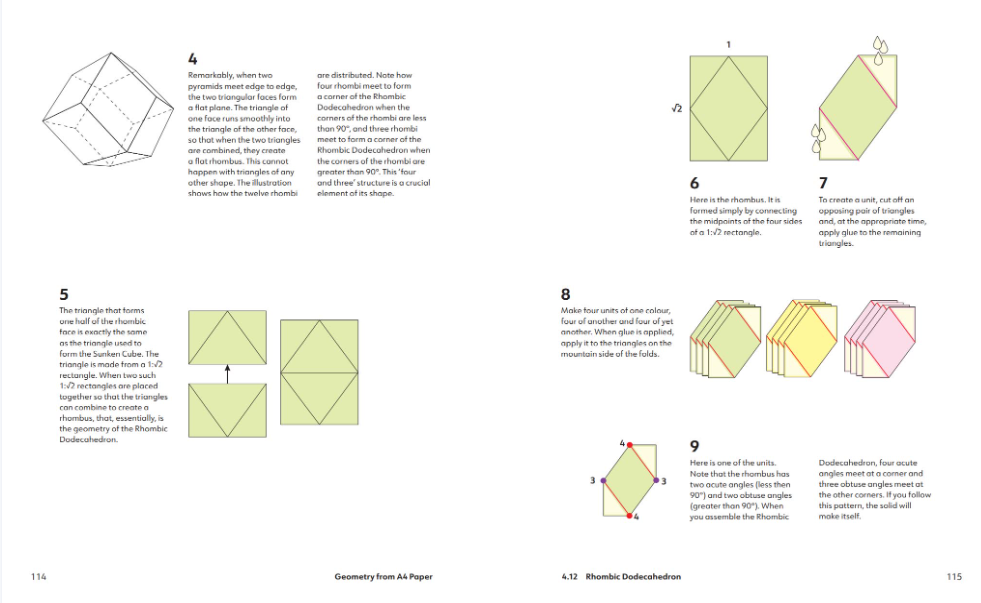 4
Remarkably, when two
pyramids meet edge to edge,
the two triangular faces form
a flat plane. The triangle of
one face runs smoothly into
the triangle of the other face,
so that when the two triangles
are combined, they create
a flat rhombus. This cannot
happen with triangles of any
other shape. The illustration
shows how the twelve rhombi
are distributed. Note how
four rhombi meet to form
a corner of the Rhombic
Dodecahedron when the
corners of the rhombi are less
than 90°, and three rhombi
meet to form a corner of the
Rhombic Dodecahedron when
the corners of the rhombi are
greater than 90°. This 'four
and three' structure is a crucial
element of its shape.
5
The triangle that forms
one half of the rhombic
face is exactly the same
as the triangle used to
form the Sunken Cube. The
triangle is made from a 1:√2
rectangle. When two such
1:√2 rectangles are placed
together so that the triangles
can combine to create a
rhombus, that, essentially, is
the geometry of the Rhombic
Dodecahedron.
114
Geometry from A4 Paper
1
√2
6
Here is the rhombus. It is
formed simply by connecting
the midpoints of the four sides
of a 1:√2 rectangle.
7
To create a unit, cut off an
opposing pair of triangles
and, at the appropriate time,
apply glue to the remaining
triangles.
8
Make four units of one colour,
four of another and four of yet
another. When glue is applied,
apply it to the triangles on the
mountain side of the folds.
4
3
3
4
9
Here is one of the units.
Note that the rhombus has
two acute angles (less then
90°) and two obtuse angles
(greater than 90°). When
you assemble the Rhombic
Dodecahedron, four acute
angles meet at a corner and
three obtuse angles meet at
the other corners. If you follow
this pattern, the solid will
make itself.
4.12 Rhombic Dodecahedron
115